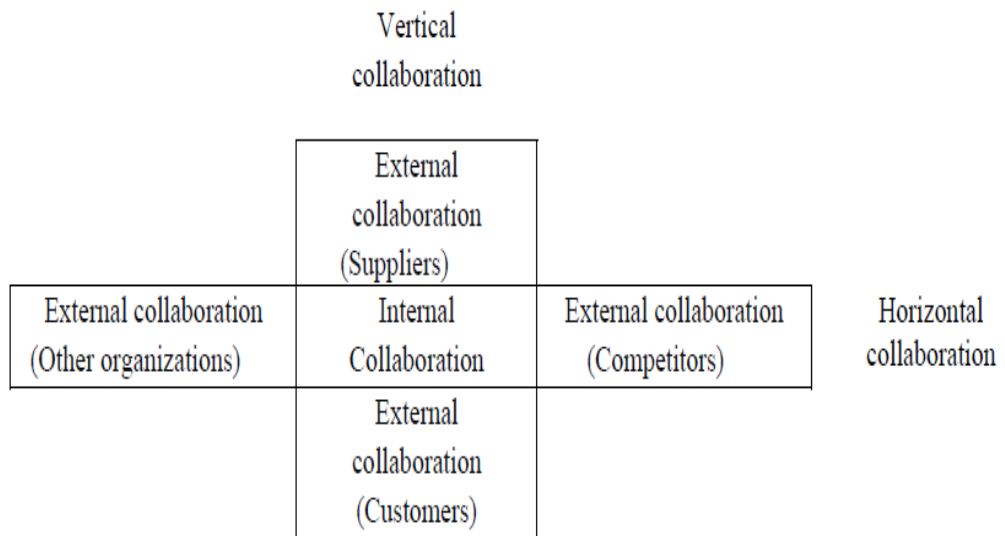 Vertical
collaboration
External
collaboration
(Suppliers)
External collaboration
(Other organizations)
Internal
Collaboration
External collaboration
(Competitors)
Horizontal
collaboration
External
collaboration
(Customers)